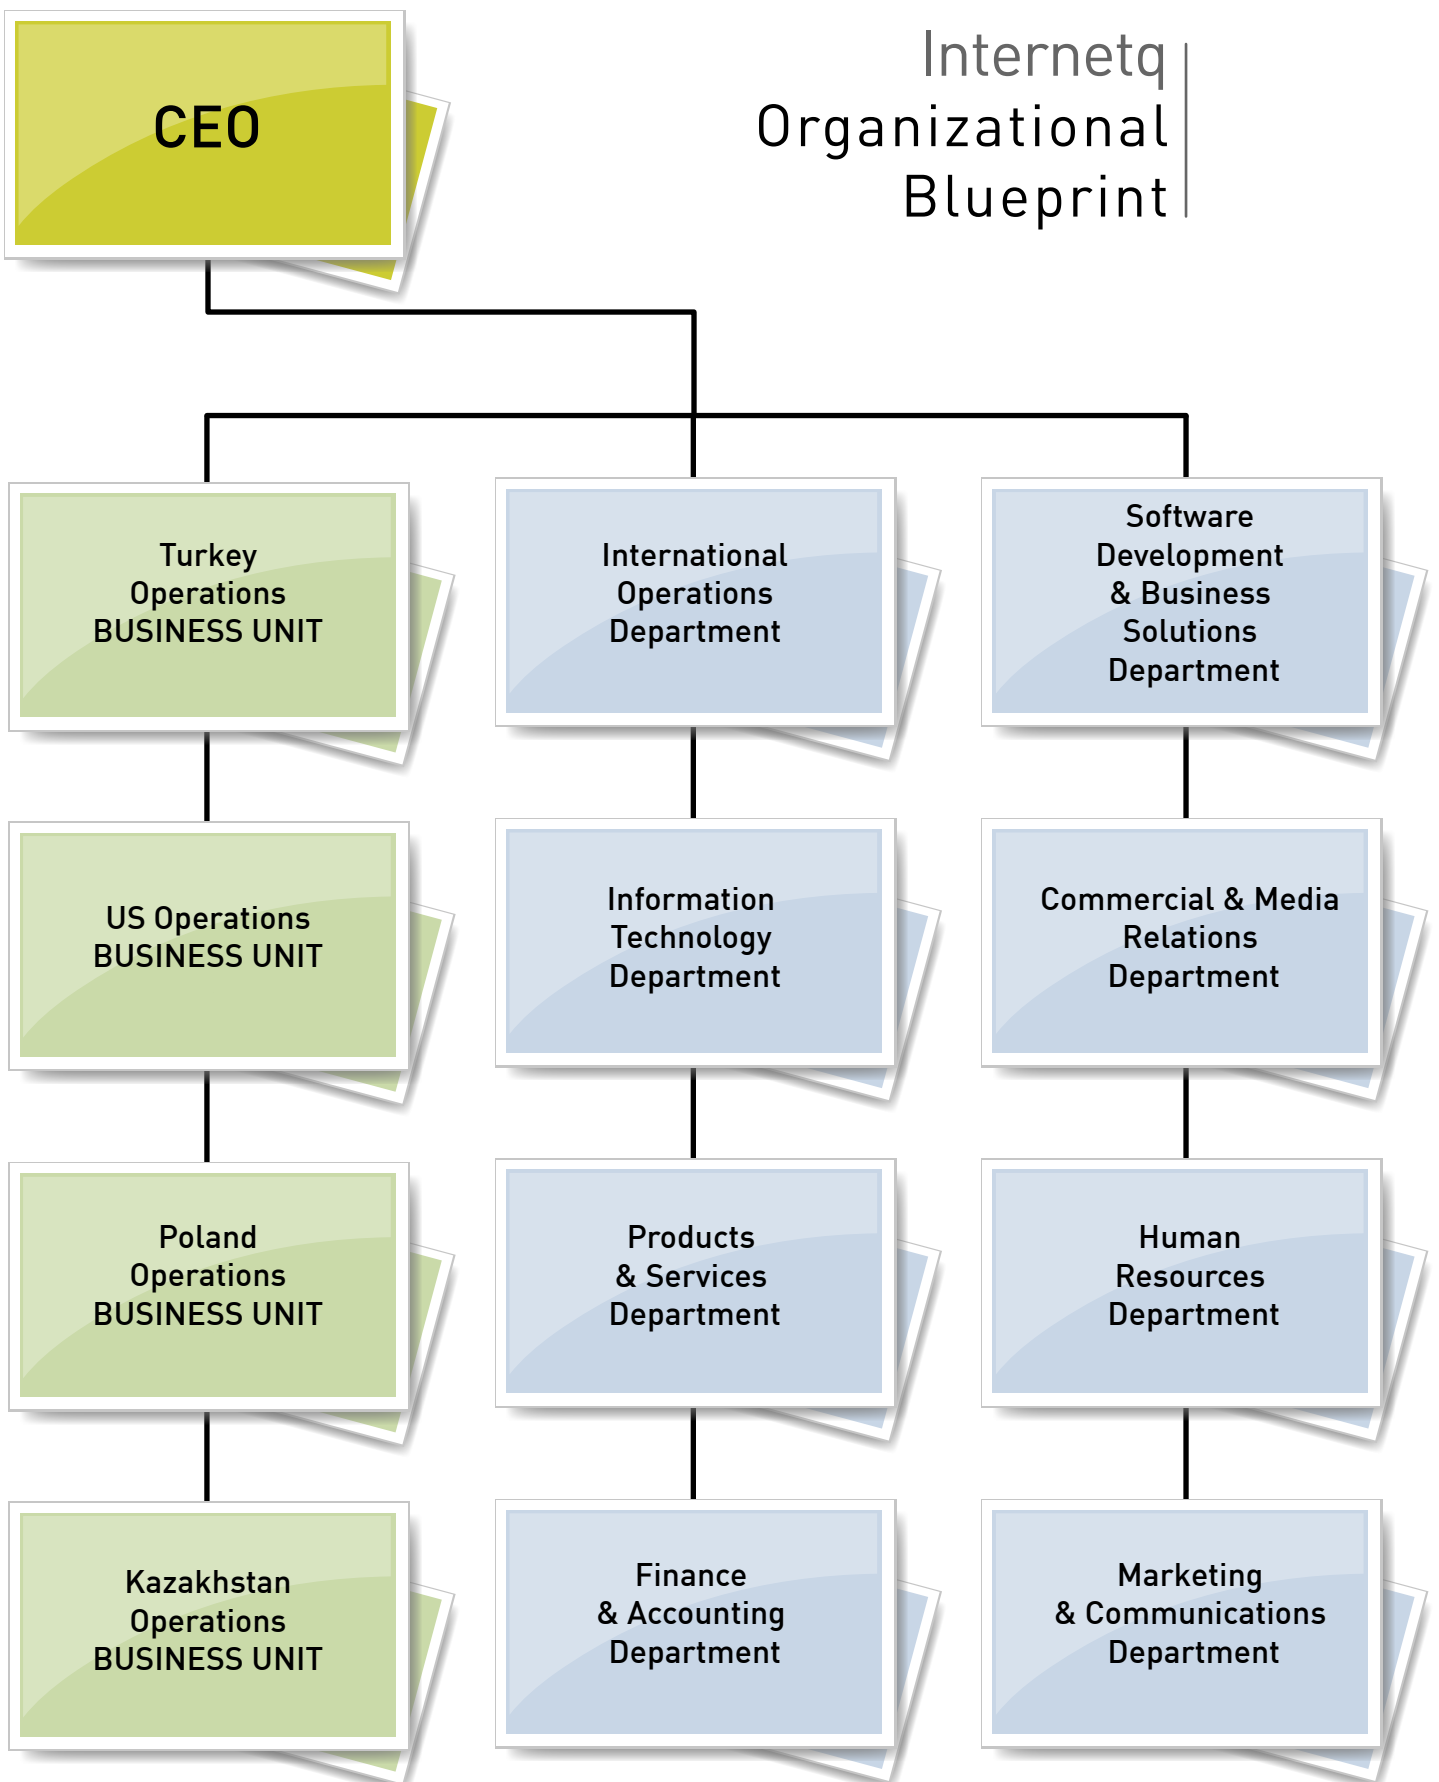 CEO
Internetq
Organizational
Blueprint
Turkey
Operations
BUSINESS UNIT
International
Operations
Department
Software
Development
& Business
Solutions
Department
US Operations
BUSINESS UNIT
Information
Technology
Department
Commercial & Media
Relations
Department
Poland
Operations
BUSINESS UNIT
Products
& Services
Department
Human
Resources
Department
Kazakhstan
Operations
BUSINESS UNIT
Finance
& Accounting
Department
Marketing
& Communications
Department